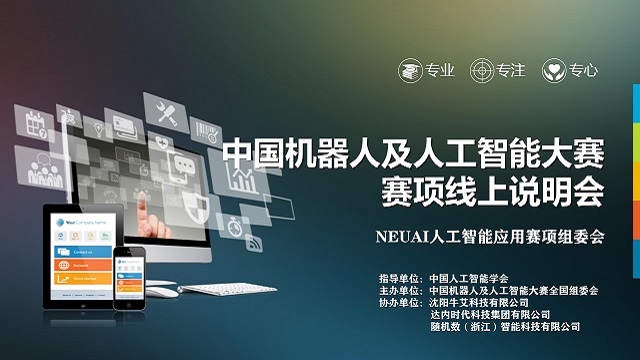 专业 专注 专心
中国机器人及人工智能大赛
赛项线上说明会
NEUAI人工智能应用赛项组委会
指导单位：中国人工智能学会
主办单位：中国机器人及人工智能大赛全国组委会
协办单位：沈阳牛艾科技有限公司
达内时代科技集团有限公司
随机数（浙江）智能科技有限公司
Your Company Name
Contact us